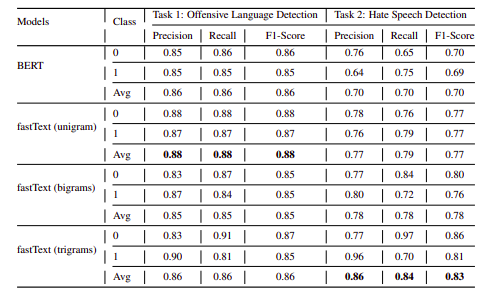 Models Class Task 1: Offensive Language Detection Task 2: Hate Speech Detection
Precision Recall F1-Score Precision Recall F1-Score
BERT 0 0.85 0.86 0.86 0.76 0.65 0.70
1 0.85 0.85 0.85 0.64 0.75 0.69
Avg 0.86 0.86 0.86 0.70 0.70 0.70
fastText (unigram) 0 0.88 0.88 0.88 0.78 0.76 0.77
1 0.87 0.87 0.87 0.76 0.79 0.77
Avg 0.88 0.88 0.88 0.77 0.79 0.77
fastText (bigrams) 0 0.83 0.87 0.85 0.77 0.84 0.80
1 0.87 0.84 0.85 0.80 0.72 0.76
Avg 0.85 0.85 0.85 0.78 0.78 0.78
fastText (trigrams) 0 0.83 0.91 0.87 0.77 0.97 0.86
1 0.90 0.81 0.85 0.96 0.70 0.81
Avg 0.86 0.86 0.86 0.86 0.84 0.83